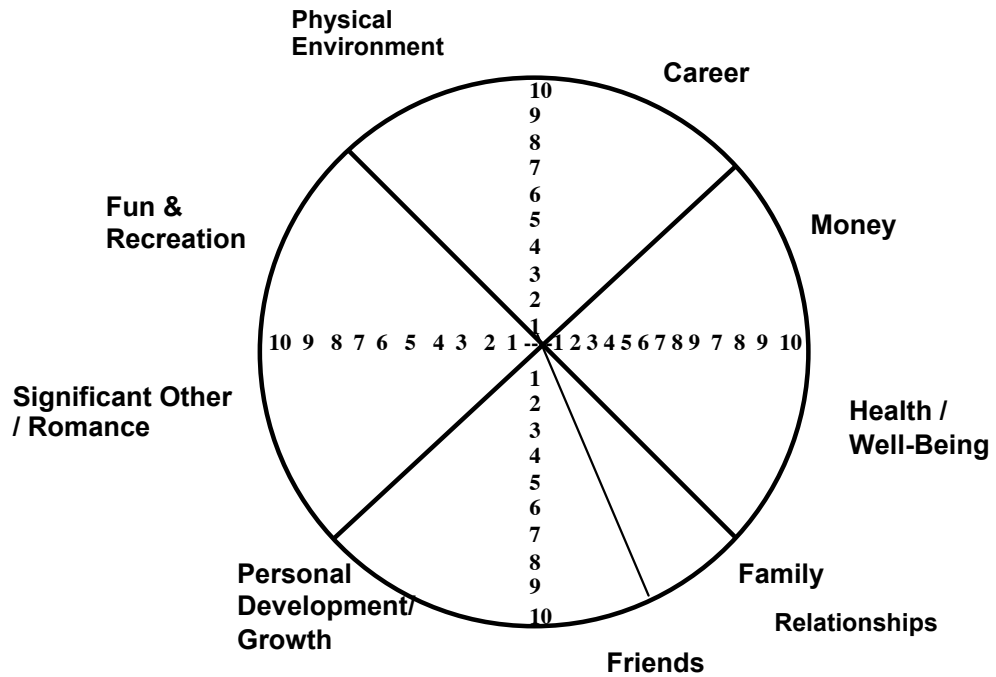 Physical
Environment
Career
10
9
8
7
6
5
4
3
2
1
Fun &
Recreation
Money
10 9 8 7 6 5 4 3 2 1 -- -1 2 3 4 5 6 7 8 9 7 8 9 10
1
2
3
4
5
6
7
8
9
10
Significant Other
/ Romance
Health /
Well-Being
Personal
Development/
Growth
Family
Relationships
Friends